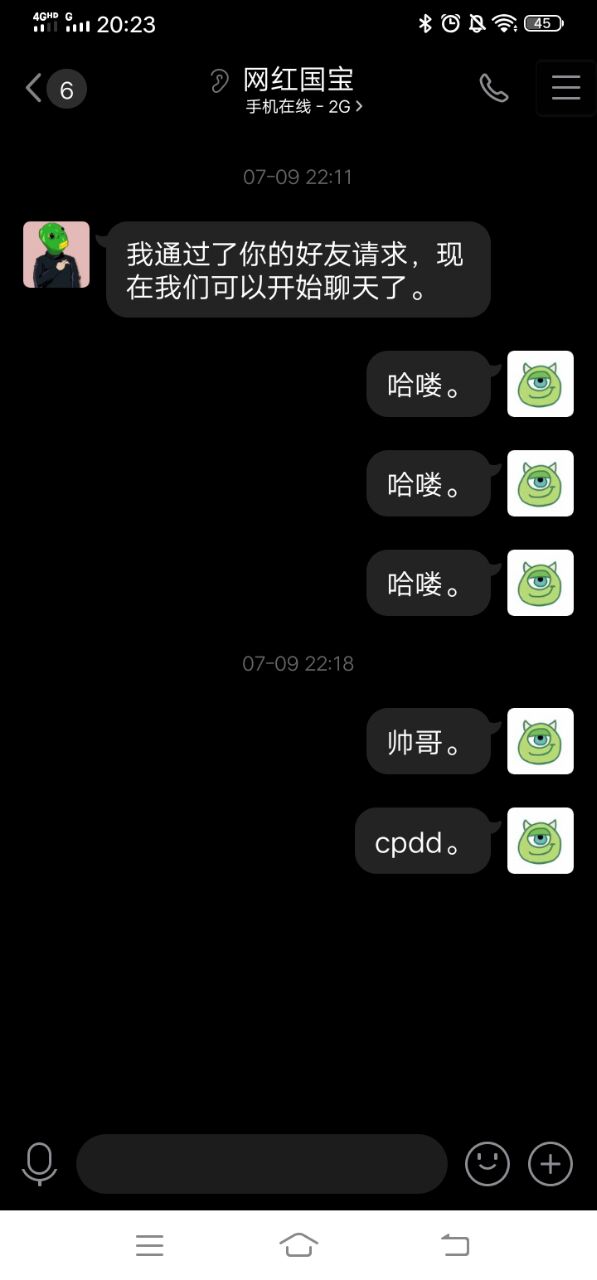 4GHD G 20:23 45
6 网红国宝
手机在线 - 2G
07-09 22:11
我通过了你的好友请求，现
在我们可以开始聊天了。
哈喽。
哈喽。
哈喽。
07-09 22:18
帅哥。
cpdd。